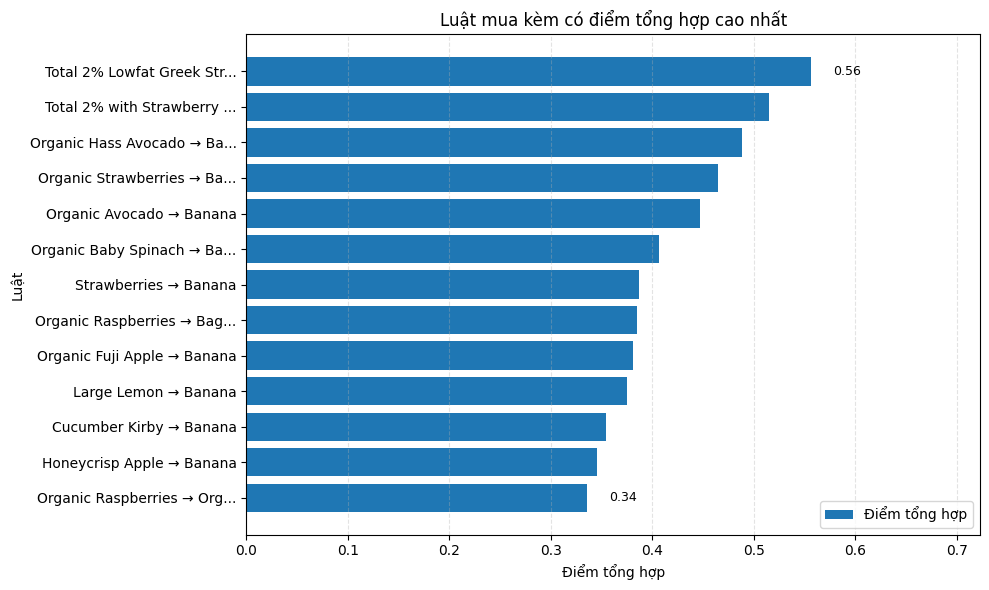 Luật mua kèm có điểm tổng hợp cao nhất
Total 2% Lowfat Greek Str...
0.56
Total 2% with Strawberry ...
Organic Hass Avocado → Ba...
Organic Strawberries → Ba...
Organic Avocado → Banana
Organic Baby Spinach → Ba...
Strawberries → Banana
Organic Raspberries → Bag...
Organic Fuji Apple → Banana
Large Lemon → Banana
Cucumber Kirby → Banana
Honeycrisp Apple → Banana
Organic Raspberries → Org...
0.34
Luật
Điểm tổng hợp
0.0 0.1 0.2 0.3 0.4 0.5 0.6 0.7
Điểm tổng hợp